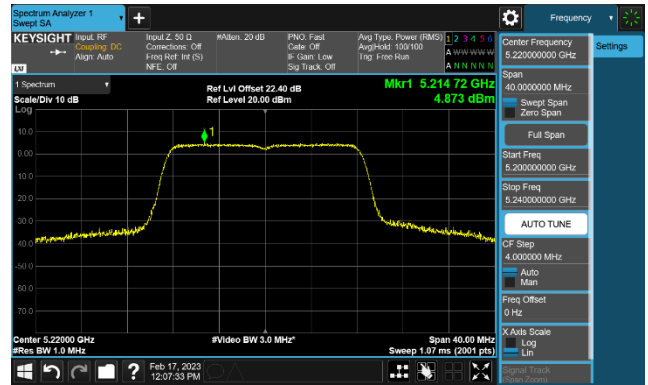 Spectrum Analyzer 1
Swept SA
+
Frequency
KEYSIGHT
Input: RF
Coupling: DC
Align: Auto
Input Z: 50 Ω
Corrections: Off
Freq Ref: Int (S)
NFE: Off
#Atten: 20 dB
PNO: Fast
Gate: Off
IF Gain: Low
Sig Track: Off
Avg Type: Power (RMS)
Avg|Hold: 100/100
Trig: Free Run
1 2 3 4 5 6
A W W W W W
A N N N N N
LXI
1 Spectrum
Scale/Div 10 dB
Log
Ref Lvl Offset 22.40 dB
Ref Level 20.00 dBm
Mkr1 5.214 72 GHz
4.873 dBm
1
10.0
0.00
-10.0
-20.0
-30.0
-40.0
-50.0
-60.0
-70.0
Center 5.22000 GHz
#Res BW 1.0 MHz
#Video BW 3.0 MHz*
Span 40.00 MHz
Sweep 1.07 ms (2001 pts)
Feb 17, 2023
12:07:33 PM
?
Center Frequency
5.220000000 GHz
Settings
Span
40.0000000 MHz
Swept Span
Zero Span
Full Span
Start Freq
5.200000000 GHz
Stop Freq
5.240000000 GHz
AUTO TUNE
CF Step
4.000000 MHz
Auto
Man
Freq Offset
0 Hz
X Axis Scale
Log
Lin
Signal Track
(Span Zoom)